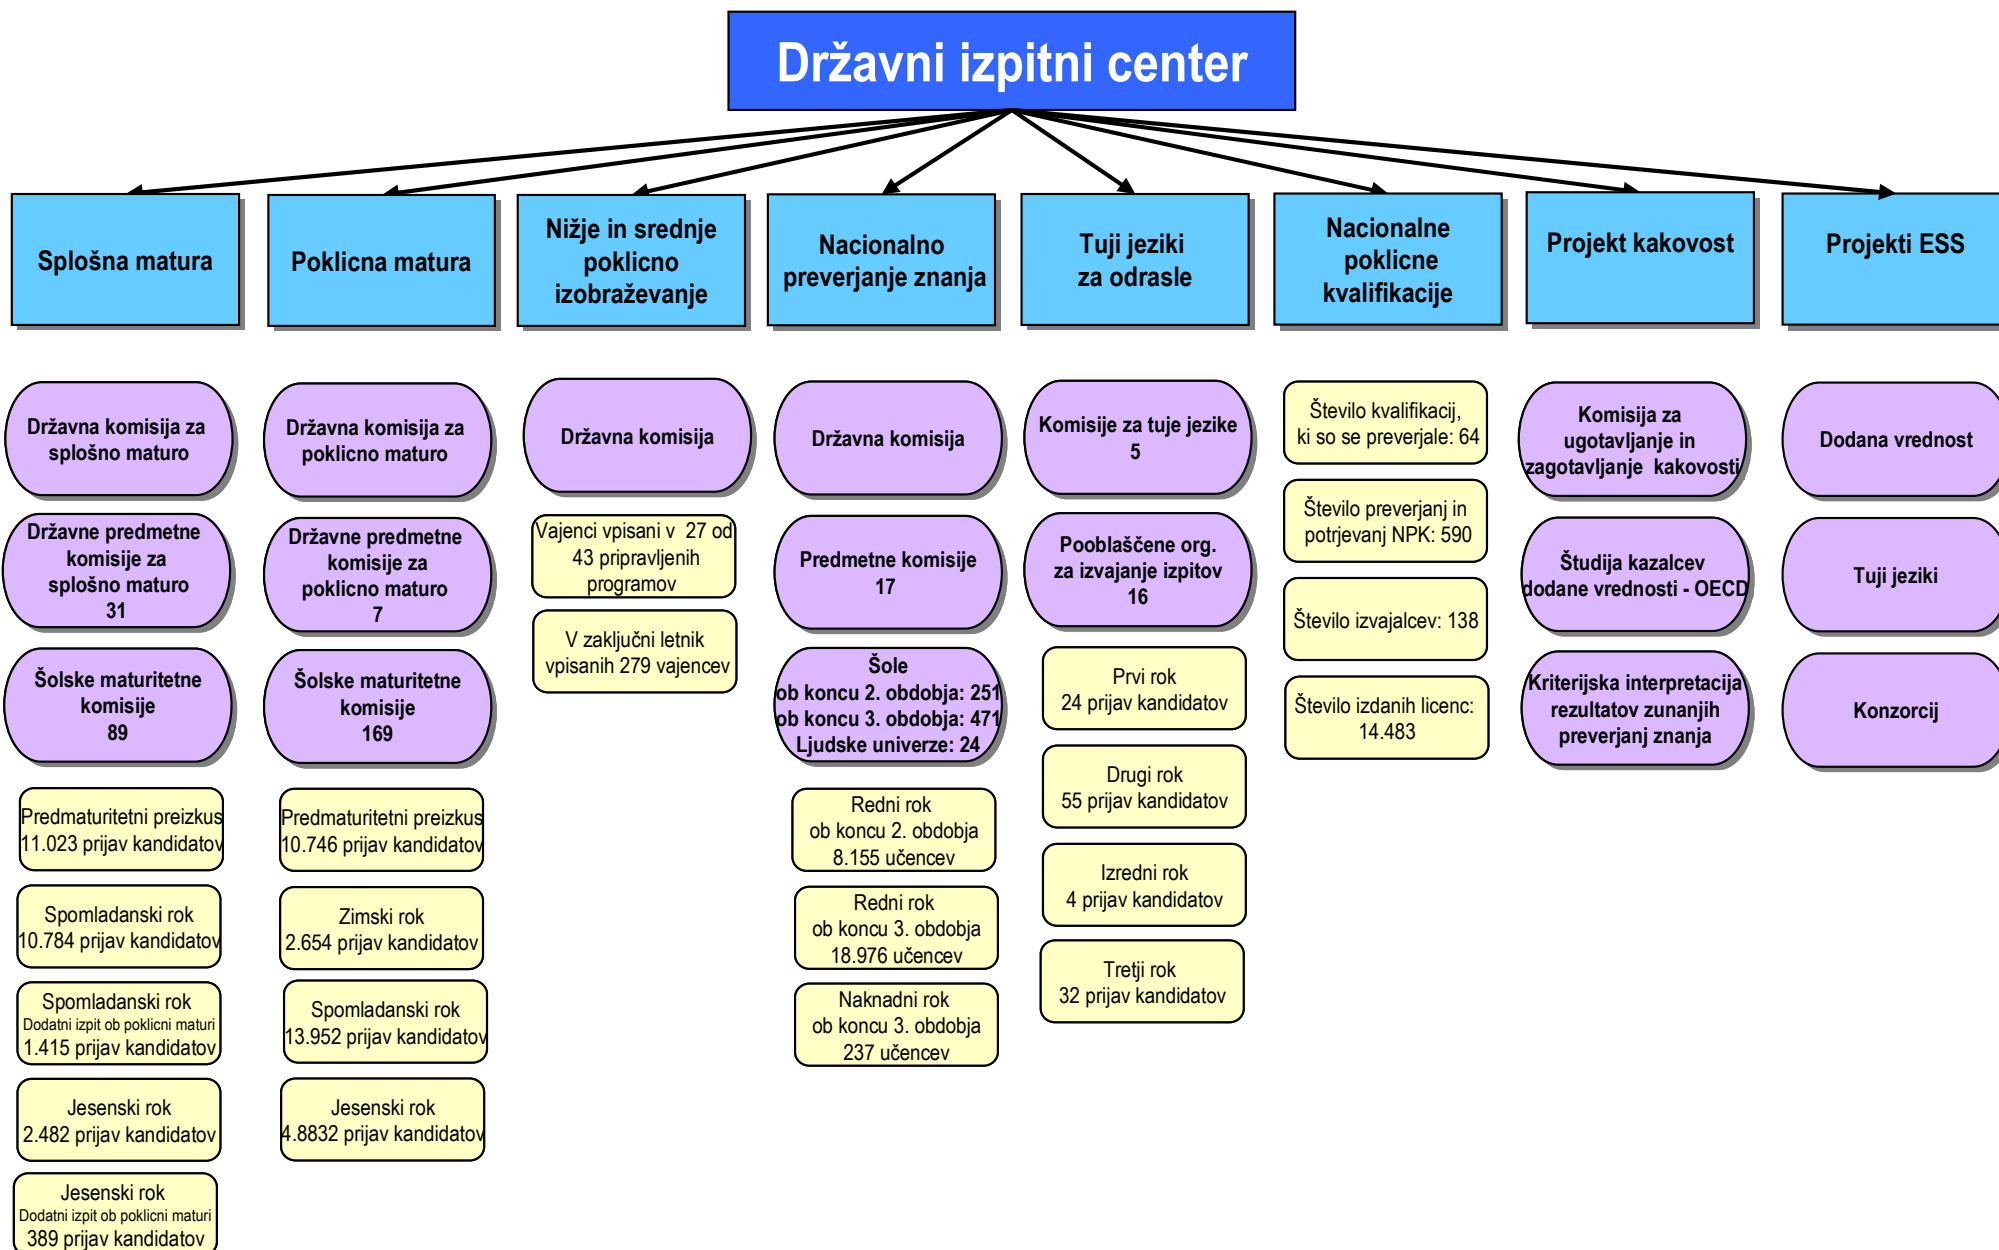 Državni izpitni center
Splošna matura
Poklicna matura
Nižje in srednje
poklicno
izobraževanje
Nacionalno
preverjanje znanja
Tuji jeziki
za odrasle
Nacionalne
poklicne
kvalifikacije
Projekt kakovost
Projekti ESS
Državna komisija za
splošno maturo
Državne predmetne
komisije za
splošno maturo
31
Šolske maturitetne
komisije
89
Predmaturitetni preizkus
11.023 prijav kandidatov
Spomladanski rok
10.784 prijav kandidatov
Spomladanski rok
Dodatni izpit ob poklicni maturi
1.415 prijav kandidatov
Jesenski rok
2.482 prijav kandidatov
Jesenski rok
Dodatni izpit ob poklicni maturi
389 prijav kandidatov
Državna komisija za
poklicno maturo
Državne predmetne
komisije za
poklicno maturo
7
Šolske maturitetne
komisije
169
Predmaturitetni preizkus
10.746 prijav kandidatov
Zimski rok
2.654 prijav kandidatov
Spomladanski rok
13.952 prijav kandidatov
Jesenski rok
4.8832 prijav kandidatov
Državna komisija
Vajenci vpisani v  27 od
43 pripravljenih
programov
V zaključni letnik
vpisanih 279 vajencev
Državna komisija
Predmetne komisije
17
Šole
ob koncu 2. obdobja: 251
ob koncu 3. obdobja: 471
Ljudske univerze: 24
Redni rok
ob koncu 2. obdobja
8.155 učencev
Redni rok
ob koncu 3. obdobja
18.976 učencev
Naknadni rok
ob koncu 3. obdobja
237 učencev
Komisije za tuje jezike
5
Pooblaščene org.
za izvajanje izpitov
16
Prvi rok
24 prijav kandidatov
Drugi rok
55 prijav kandidatov
Izredni rok
4 prijav kandidatov
Tretji rok
32 prijav kandidatov
Število kvalifikacij,
ki so se preverjale: 64
Število preverjanj in
potrjevanj NPK: 590
Število izvajalcev: 138
Število izdanih licenc:
14.483
Komisija za
ugotavljanje in
zagotavljanje  kakovosti
Študija kazalcev
dodane vrednosti - OECD
Kriterijska interpretacija
rezultatov zunanjih
preverjanj znanja
Dodana vrednost
Tuji jeziki
Konzorcij